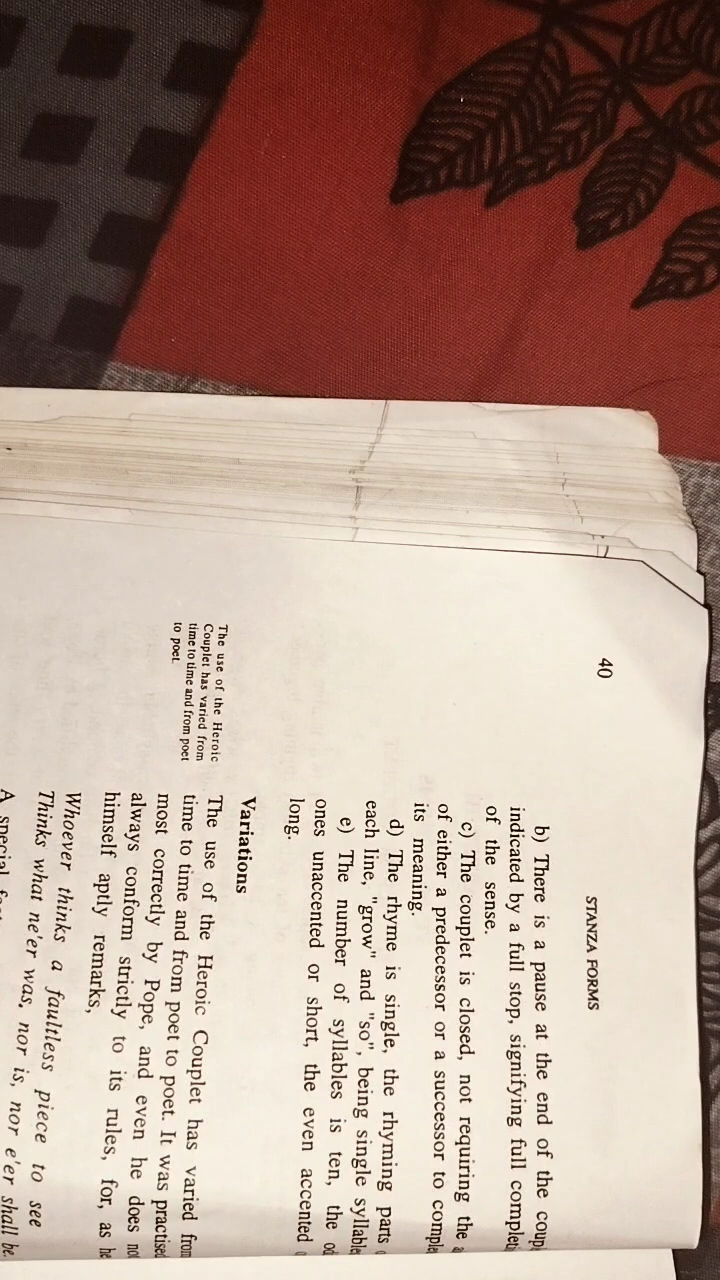 40
STANZA FORMS
b) There is a pause at the end of the
indicated by a full stop, signifying full
of the sense.
c) The couplet is closed, not requiring the
of either a predecessor or a successor to
its meaning.
d) The rhyme is single, the rhyming parts
each line, "grow" and "so", being single
e) The number of syllables is ten, the
ones unaccented or short, the even accented
long.
Variations
The use of the Heroic
Couplet has varied from
time to time and from poet
to poet.
The use of the Heroic Couplet has varied from
time to time and from poet to poet. It was practised
most correctly by Pope, and even he does
always conform strictly to its rules, for, as he
himself aptly remarks,
Whoever thinks a faultless piece to see
Thinks what ne'er was, nor is, nor e'er shall be.
A special